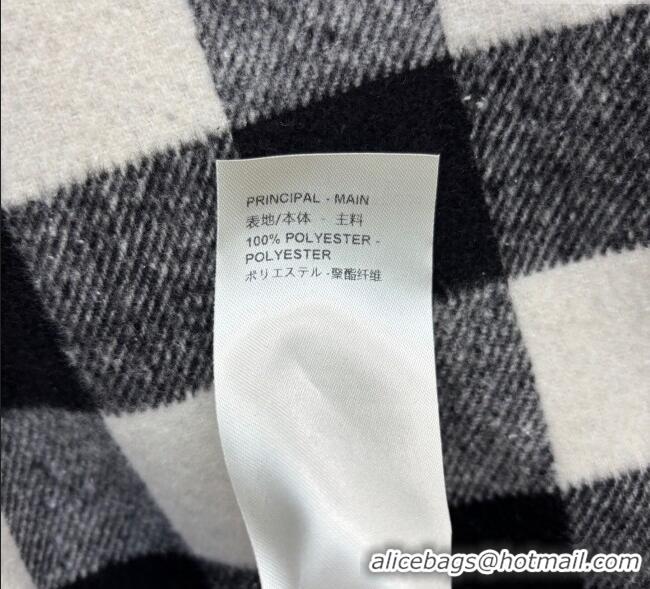 PRINCIPAL - MAIN
表地/本体 - 主料
100% POLYESTER -
POLYESTER
ポリエステル -聚酯纤维
alicebags@hotmail.com